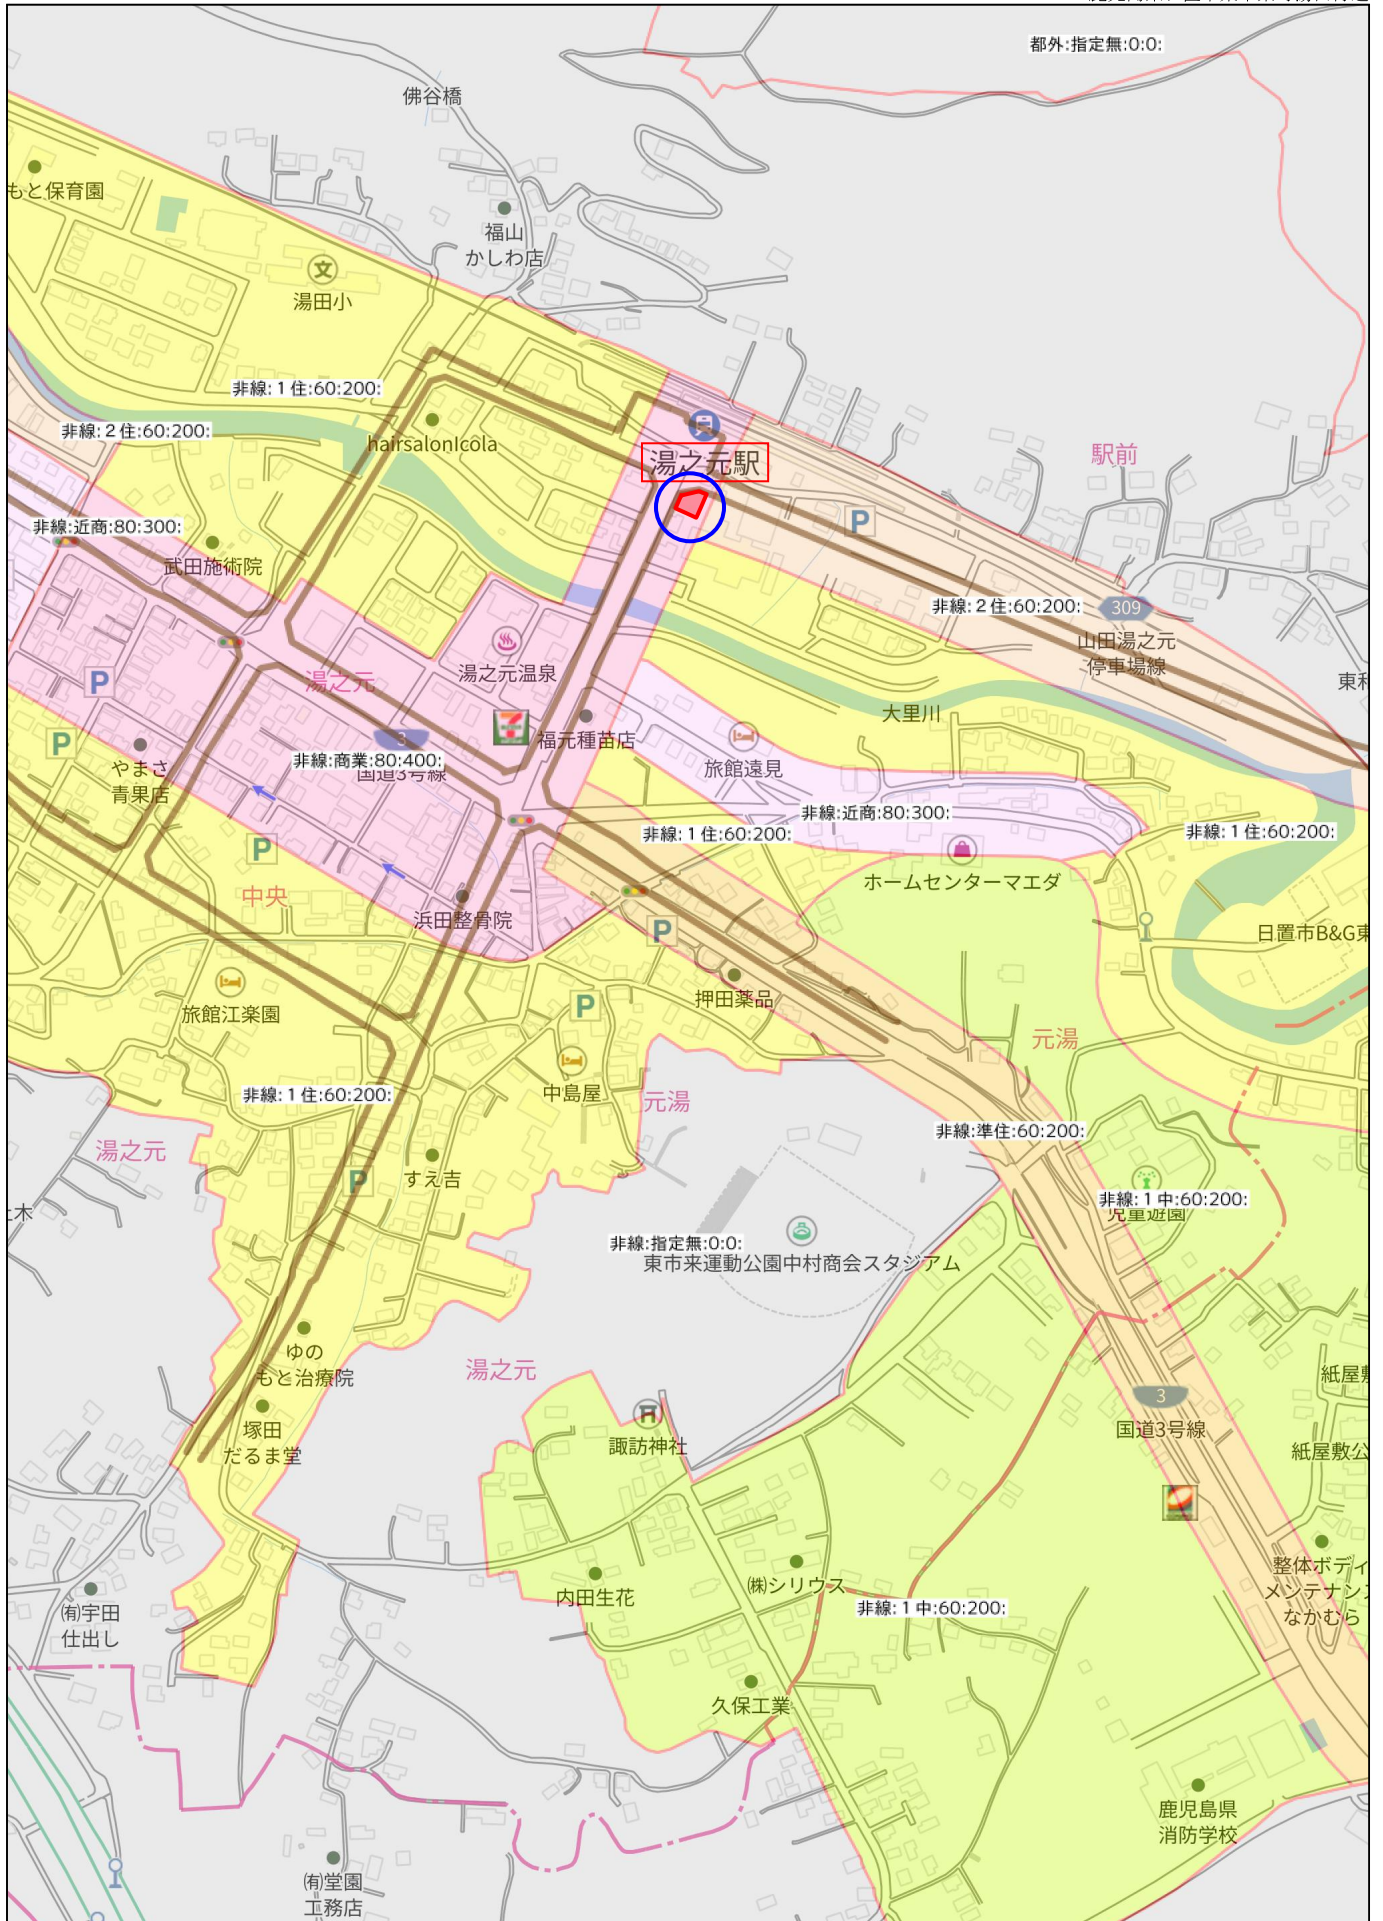 都外:指定無:0:0:
佛谷橋
もと保育園
福山
かしわ店
文
湯田小
非線:1住:60:200:
非線:2住:60:200:
hairsalonIcola
湯之元駅
駅前
P
非線:近商:80:300:
武田施術院
非線:2住:60:200:
309
山田湯之元
停車場線
湯之元温泉
湯之元
P
大里川
福元種苗店
P
3
非線:商業:80:400:
国道3号線
旅館遠見
やまさ
青果店
非線:近商:80:300:
非線:1住:60:200:
非線:1住:60:200:
P
ホームセンターマエダ
中央
浜田整骨院
P
日置市B&G東
押田薬品
旅館江楽園
P
元湯
中島屋
非線:1住:60:200:
元湯
非線:準住:60:200:
湯之元
すえ吉
P
非線:1中:60:200:
児童遊園
非線:指定無:0:0:
東市来運動公園中村商会スタジアム
ゆの
もと治療院
湯之元
紙屋
3
国道3号線
塚田
だるま堂
諏訪神社
紙屋敷公
整体ボディ
メンテナンス
なかむら
㈱シリウス
内田生花
非線:1中:60:200:
㈲宇田
仕出し
久保工業
鹿児島県
消防学校
㈲堂園
工務店